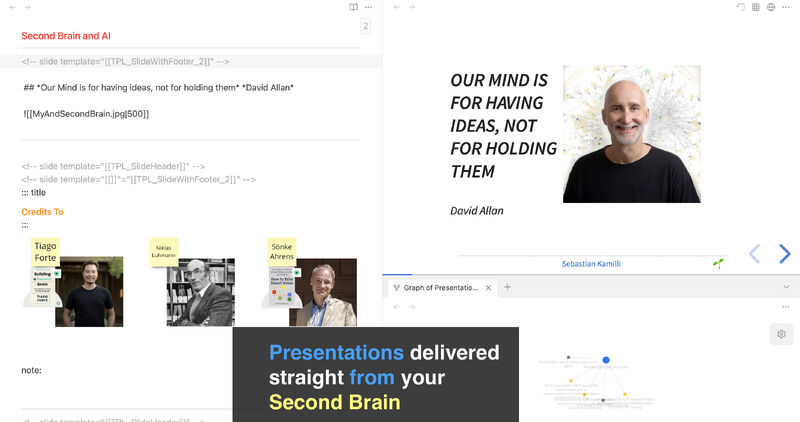 2
Second Brain and AI
<!-- slide template="[[TPL_SlideWithFooter_2]]" -->
## *Our Mind is for having ideas, not for holding them* *David Allan*
![[MyAndSecondBrain.jpg|500]]
<!-- slide template="[[TPL_SlideHeader]]" -->
<!-- slide template="[[]]"="[[TPL_SlideWithFooter_2]]" -->
::: title
Credits To
:::
Tiago
Forte
Building
Brain
TIAGO
FORTE
Niklas
Luhmann
Sönke
Ahrens
How to Take
Smart Notes
note:
<!-- slide template="[[TPL_SlideHeader]]" -->
OUR MIND IS
FOR HAVING
IDEAS, NOT
FOR HOLDING
THEM
David Allan
Sebastian Kamilli
Graph of Presentatio...
Presentations delivered
straight from your
Second Brain